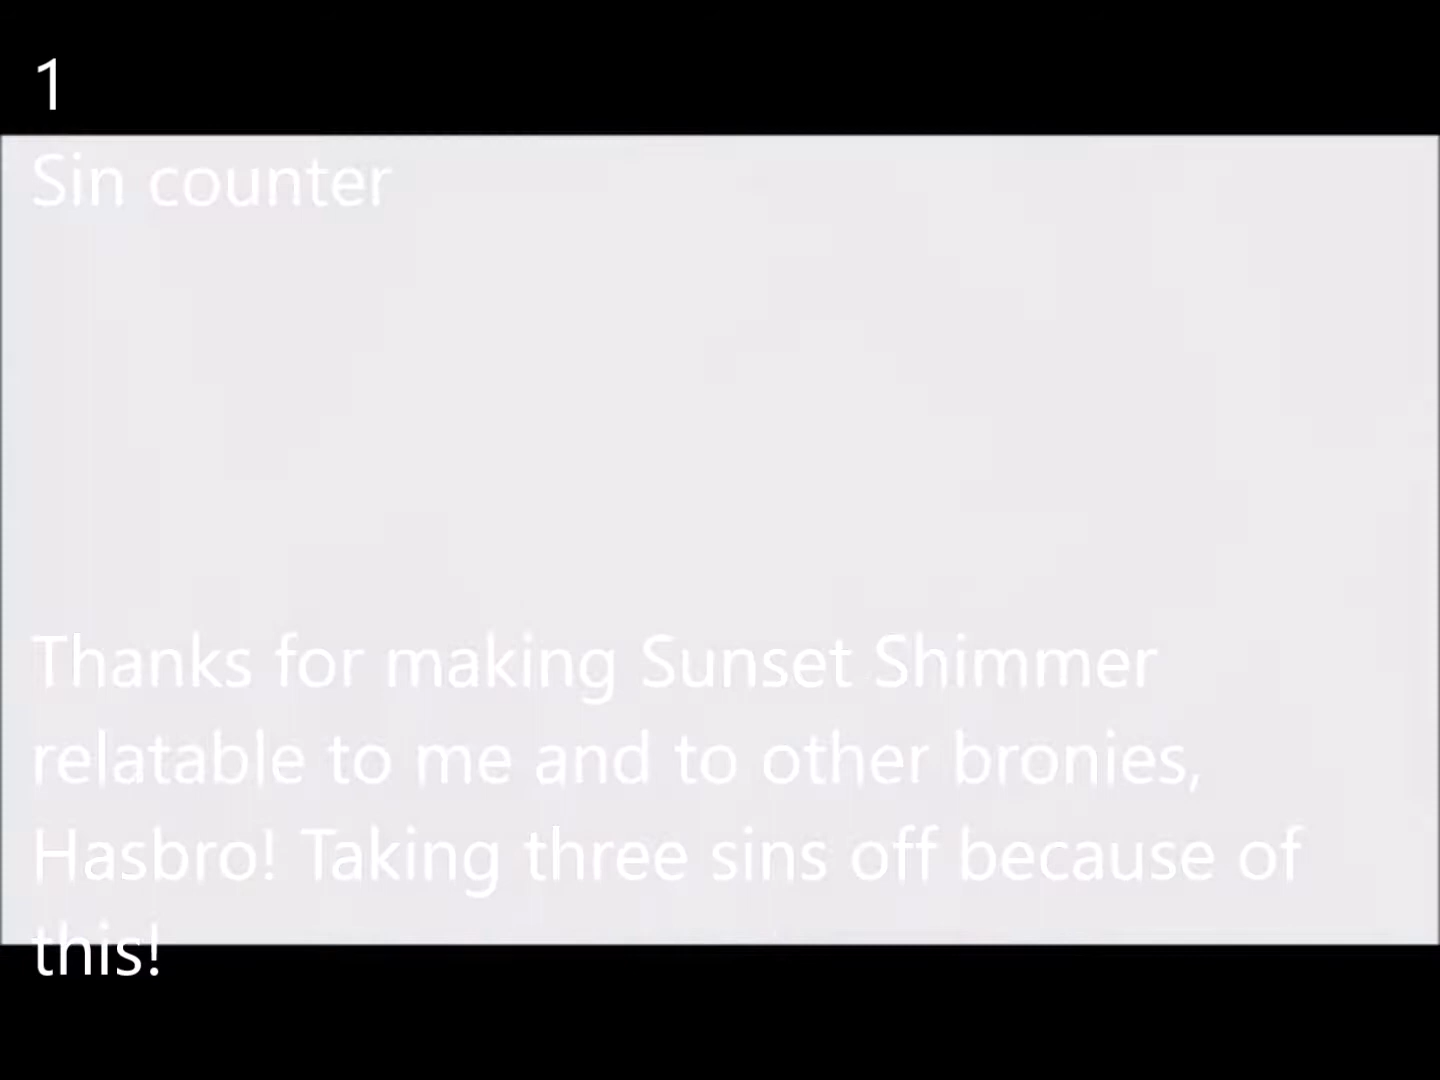 1
Sin counter
Thanks for making Sunset Shimmer
relatable to me and to other bronies,
Hasbro! Taking three sins off because of
this!